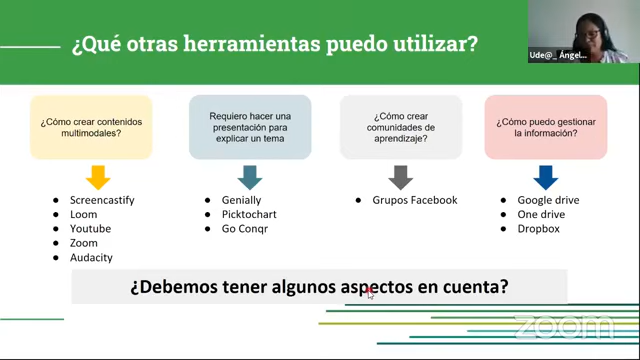 ¿Qué otras herramientas puedo utilizar?
Ude@_ Ángel...
¿Cómo crear contenidos
multimodales?
Requiero hacer una
presentación para
explicar un tema
¿Cómo crear
comunidades de
aprendizaje?
¿Cómo puedo gestionar
la información?
● Screencastify
● Loom
● Youtube
● Zoom
● Audacity
● Genially
● Picktochart
● Go Conqr
● Grupos Facebook
● Google drive
● One drive
● Dropbox
¿Debemos tener algunos aspectos en cuenta?
zoom